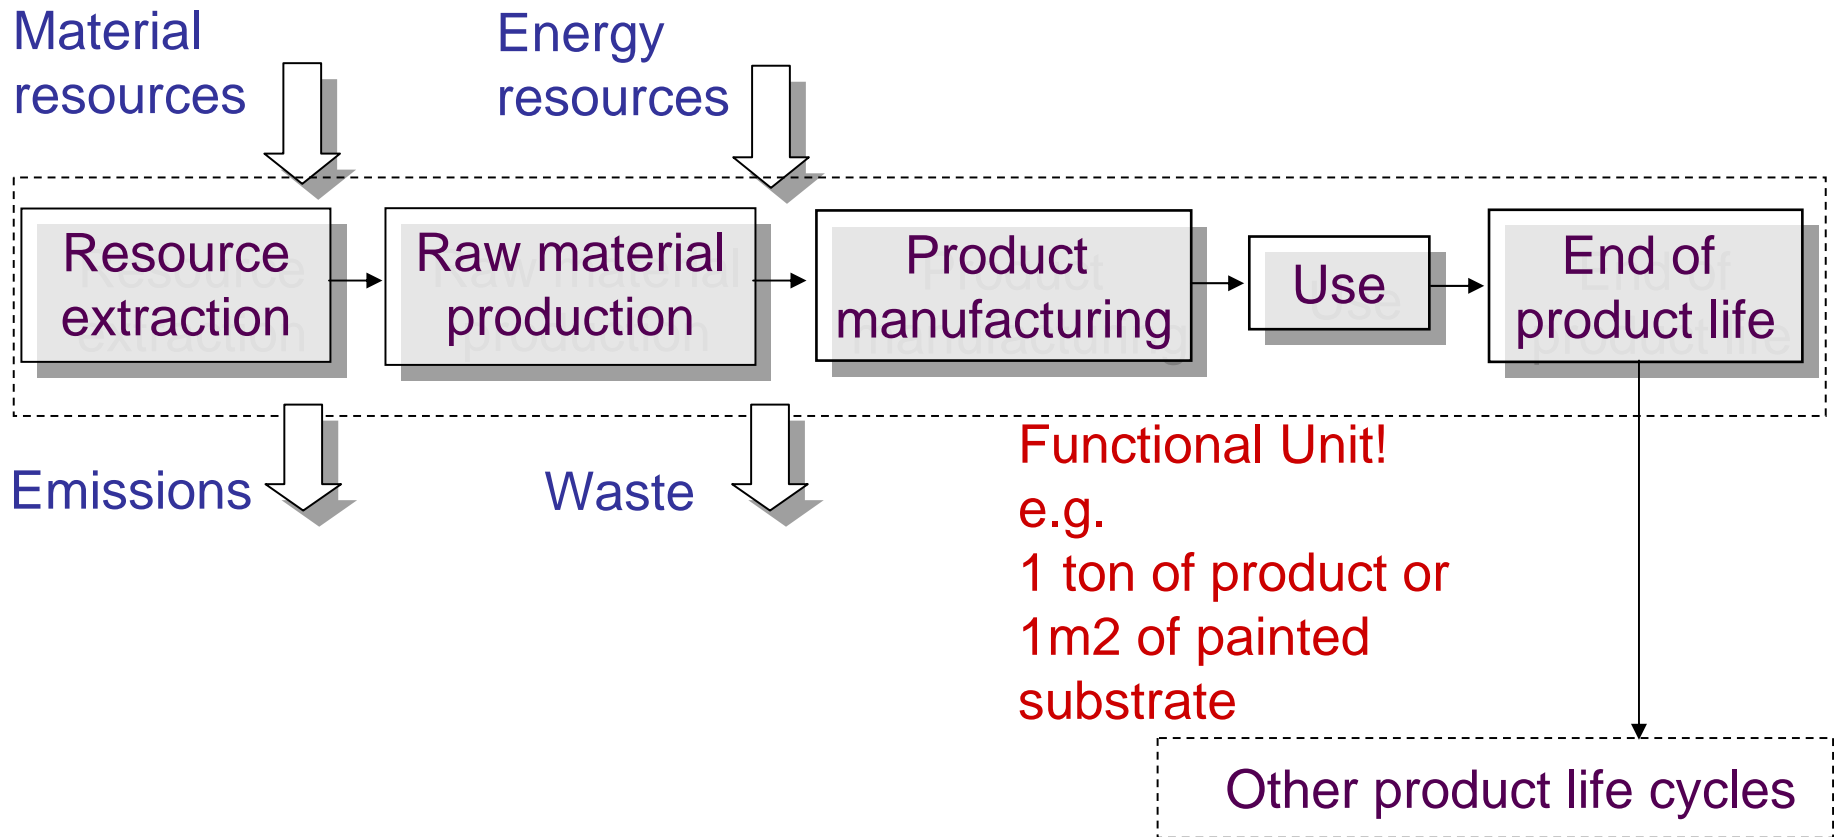 Material
resources
Energy
resources
Resource
extraction
Raw material
production
Product
manufacturing
Use
End of
product life
Emissions
Waste
Functional Unit!
e.g.
1 ton of product or
1m2 of painted
substrate
Other product life cycles